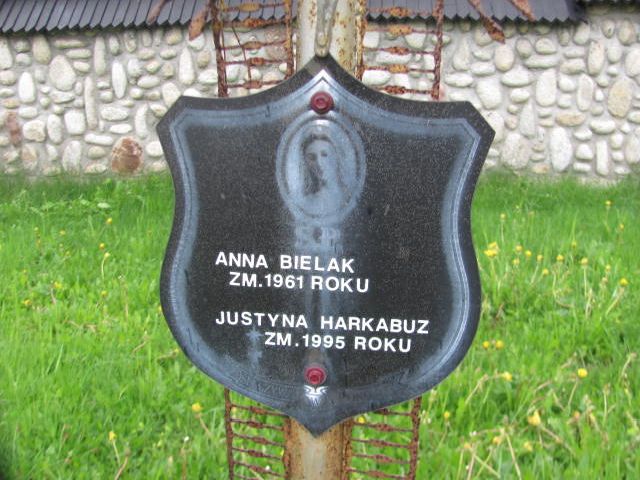 Ś.P.
ANNA BIELAK
ZM.1961 ROKU
JUSTYNA HARKABUZ
ZM.1995 ROKU